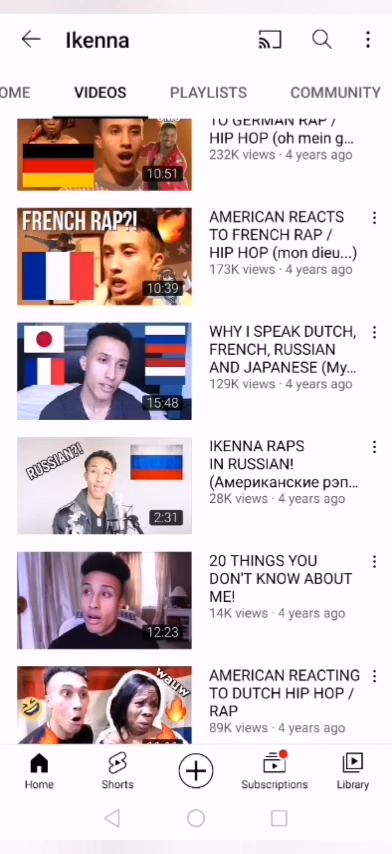 Ikenna
OME VIDEOS PLAYLISTS COMMUNITY
TO GERMAN RAP /
HIP HOP (oh mein g...
232K views · 4 years ago
10:51
FRENCH RAP?!
10:39
AMERICAN REACTS
TO FRENCH RAP /
HIP HOP (mon dieu...)
173K views · 4 years ago
15:48
WHY I SPEAK DUTCH,
FRENCH, RUSSIAN
AND JAPANESE (My...
129K views · 4 years ago
RUSSIAN?!
2:31
IKENNA RAPS
IN RUSSIAN!
(Американские рэп...
28K views · 4 years ago
12:23
20 THINGS YOU
DON'T KNOW ABOUT
ME!
14K views · 4 years ago
wauw
AMERICAN REACTING
TO DUTCH HIP HOP /
RAP
89K views · 4 years ago
Home Shorts Subscriptions Library